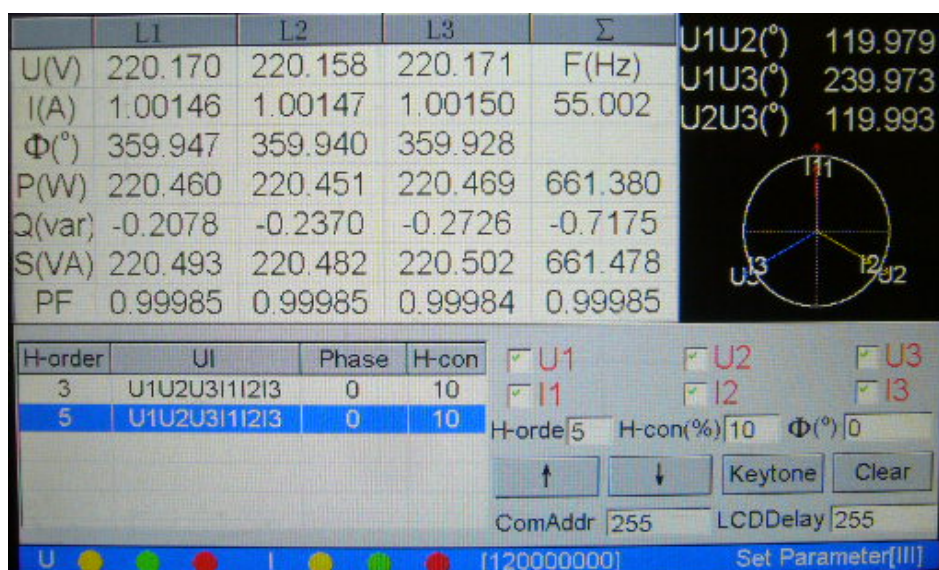 L1 L2 L3 Σ
U(V) 220.170 220.158 220.171 F(Hz)
I(A) 1.00146 1.00147 1.00150 55.002
Φ(°) 359.947 359.940 359.928
P(W) 220.460 220.451 220.469 661.380
Q(var) -0.2078 -0.2370 -0.2726 -0.7175
S(VA) 220.493 220.482 220.502 661.478
PF 0.99985 0.99985 0.99984 0.99985
U1U2(°) 119.979
U1U3(°) 239.973
U2U3(°) 119.993
I2 U2
H-order UI Phase H-con
3 U1U2U3I1I2I3 0 10
5 U1U2U3I1I2I3 0 10
U1 U2 U3
I1 I2 I3
H-orde 5 H-con(%) 10 Φ(°) 0
↑ ↓ Keytone Clear
ComAddr 255 LCDDelay 255
U I [120000000] Set Parameter[III]